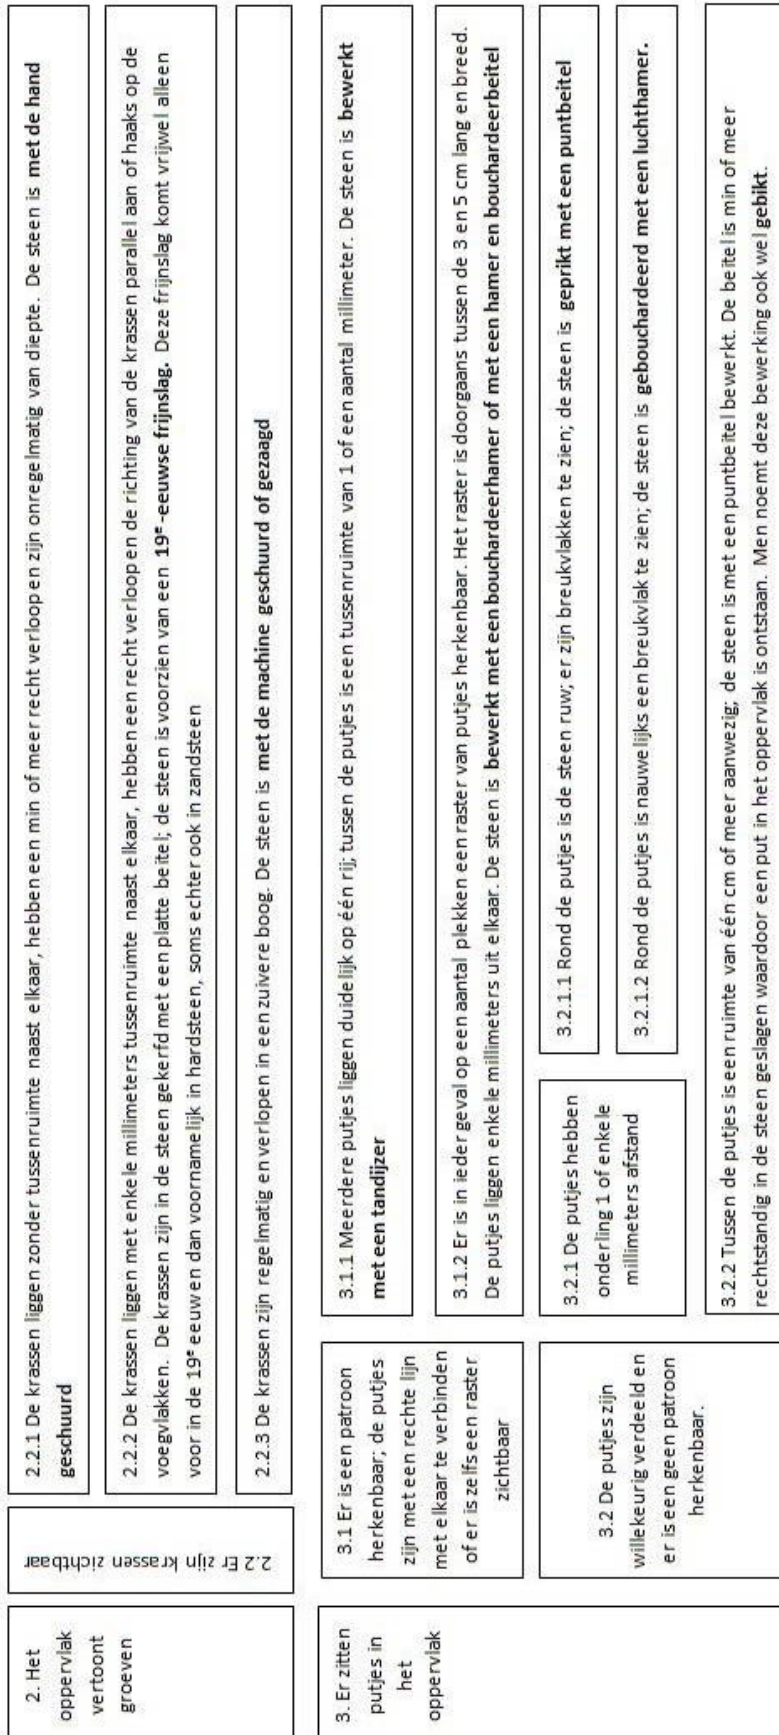 2. Het
oppervlak
vertoont
groeven
2.2 Er zijn krassen zichtbaar
2.2.1 De krassen liggen zonder tussenruimte naast elkaar, hebben een min of meer recht verloop en zijn onregelmatig van diepte. De steen is met de hand
geschuurd
2.2.2 De krassen liggen met enkele millimeters tussenruimte naast elkaar, hebben een recht verloop en de richting van de krassen parallel aan of haaks op de
voegvlakken. De krassen zijn in de steen gekerfd met een platte beitel; de steen is voorzien van een 19e-eeuwse frijnslag. Deze frijnslag komt vrijwel alleen
voor in de 19e eeuw en dan voornamelijk in hardsteen, soms echter ook in zandsteen
2.2.3 De krassen zijn regelmatig en verlopen in een zuivere boog. De steen is met de machine geschuurd of gezaagd
3. Er zitten
putjes in
het
oppervlak
3.1 Er is een patroon
herkenbaar; de putjes
zijn met een rechte lijn
met elkaar te verbinden
of er is zelfs een raster
zichtbaar
3.1.1 Meerdere putjes liggen duidelijk op één rij; tussen de putjes is een tussenruimte van 1 of een aantal millimeter. De steen is bewerkt
met een tandijzer
3.1.2 Er is in ieder geval op een aantal plekken een raster van putjes herkenbaar. Het raster is doorgaans tussen de 3 en 5 cm lang en breed.
De putjes liggen enkele millimeters uit elkaar. De steen is bewerkt met een bouchardeerhamer of met een hamer en bouchardeerbeitel
3.2 De putjes zijn
willekeurig verdeeld en
er is een geen patroon
herkenbaar.
3.2.1 De putjes hebben
onderling 1 of enkele
millimeters afstand
3.2.1.1 Rond de putjes is de steen ruw; er zijn breukvlakken te zien; de steen is geprikt met een puntbeitel
3.2.1.2 Rond de putjes is nauwelijks een breukvlak te zien; de steen is gebouchardeerd met een luchthamer.
3.2.2 Tussen de putjes is een ruimte van één cm of meer aanwezig; de steen is met een puntbeitel bewerkt. De beitel is min of meer
rechtstandig in de steen geslagen waardoor een put in het oppervlak is ontstaan. Men noemt deze bewerking ook wel gebikt.